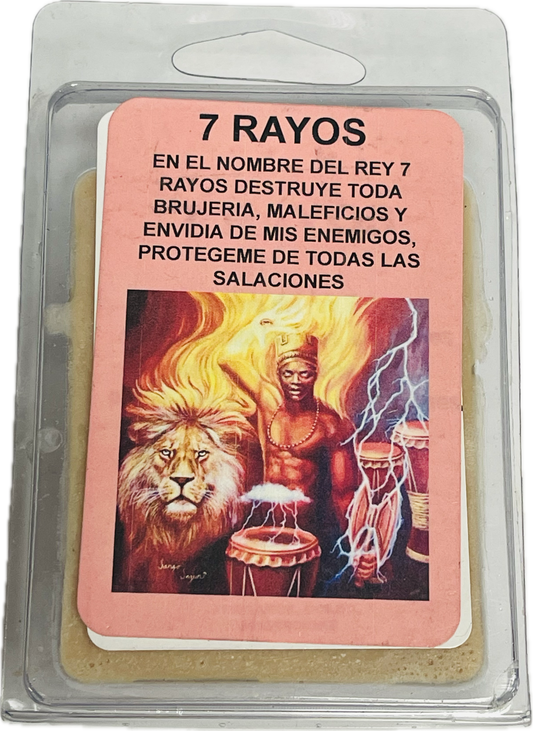 7 RAYOS
EN EL NOMBRE DEL REY 7
RAYOS DESTRUYE TODA
BRUJERIA, MALEFICIOS Y
ENVIDIA DE MIS ENEMIGOS,
PROTEGEME DE TODAS LAS
SALACIONES